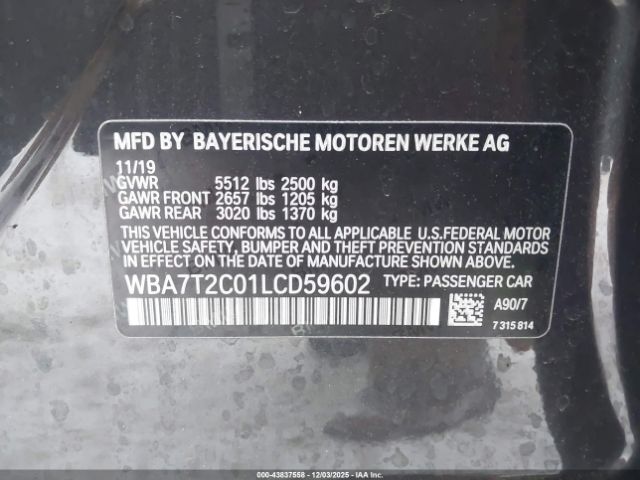 MFD BY BAYERISCHE MOTOREN WERKE AG
11/19
GVWR 5512 lbs 2500 kg
GAWR FRONT 2657 lbs 1205 kg
GAWR REAR 3020 lbs 1370 kg
THIS VEHICLE CONFORMS TO ALL APPLICABLE U.S.FEDERAL MOTOR
VEHICLE SAFETY, BUMPER AND THEFT PREVENTION STANDARDS
IN EFFECT ON THE DATE OF MANUFACTURE SHOWN ABOVE.
WBA7T2C01LCD59602 TYPE: PASSENGER CAR
A90/7
7 315 814
00-43837558 - 12/03/2025 - IAA Inc.